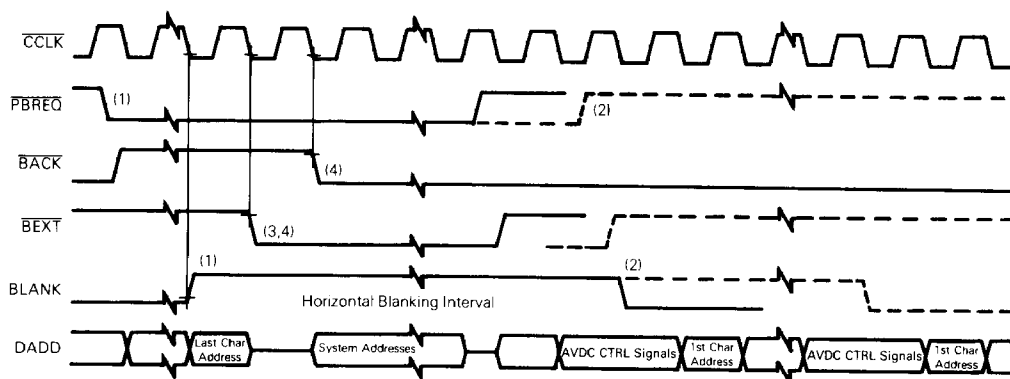 CCLK
PBREQ
(1)
(2)
BACK
(4)
BEXT
(3,4)
BLANK
(1)
(2)
Horizontal Blanking Interval
DADD
Last Char
Address
System Addresses
AVDC CTRL Signals
1st Char
Address
AVDC CTRL Signals
1st Char
Address